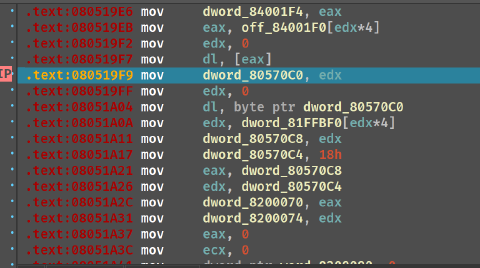 .text:080519E6 mov dword_84001F4, eax
.text:080519EB mov eax, off_84001F0[edx*4]
.text:080519F2 mov edx, 0
.text:080519F7 mov dl, [eax]
IP .text:080519F9 mov dword_80570C0, edx
.text:080519FF mov edx, 0
.text:08051A04 mov dl, byte ptr dword_80570C0
.text:08051A0A mov edx, dword_81FFBF0[edx*4]
.text:08051A11 mov dword_80570C8, edx
.text:08051A17 mov dword_80570C4, 18h
.text:08051A21 mov eax, dword_80570C8
.text:08051A26 mov edx, dword_80570C4
.text:08051A2C mov dword_8200070, eax
.text:08051A31 mov dword_8200074, edx
.text:08051A37 mov eax, 0
.text:08051A3C mov ecx, 0